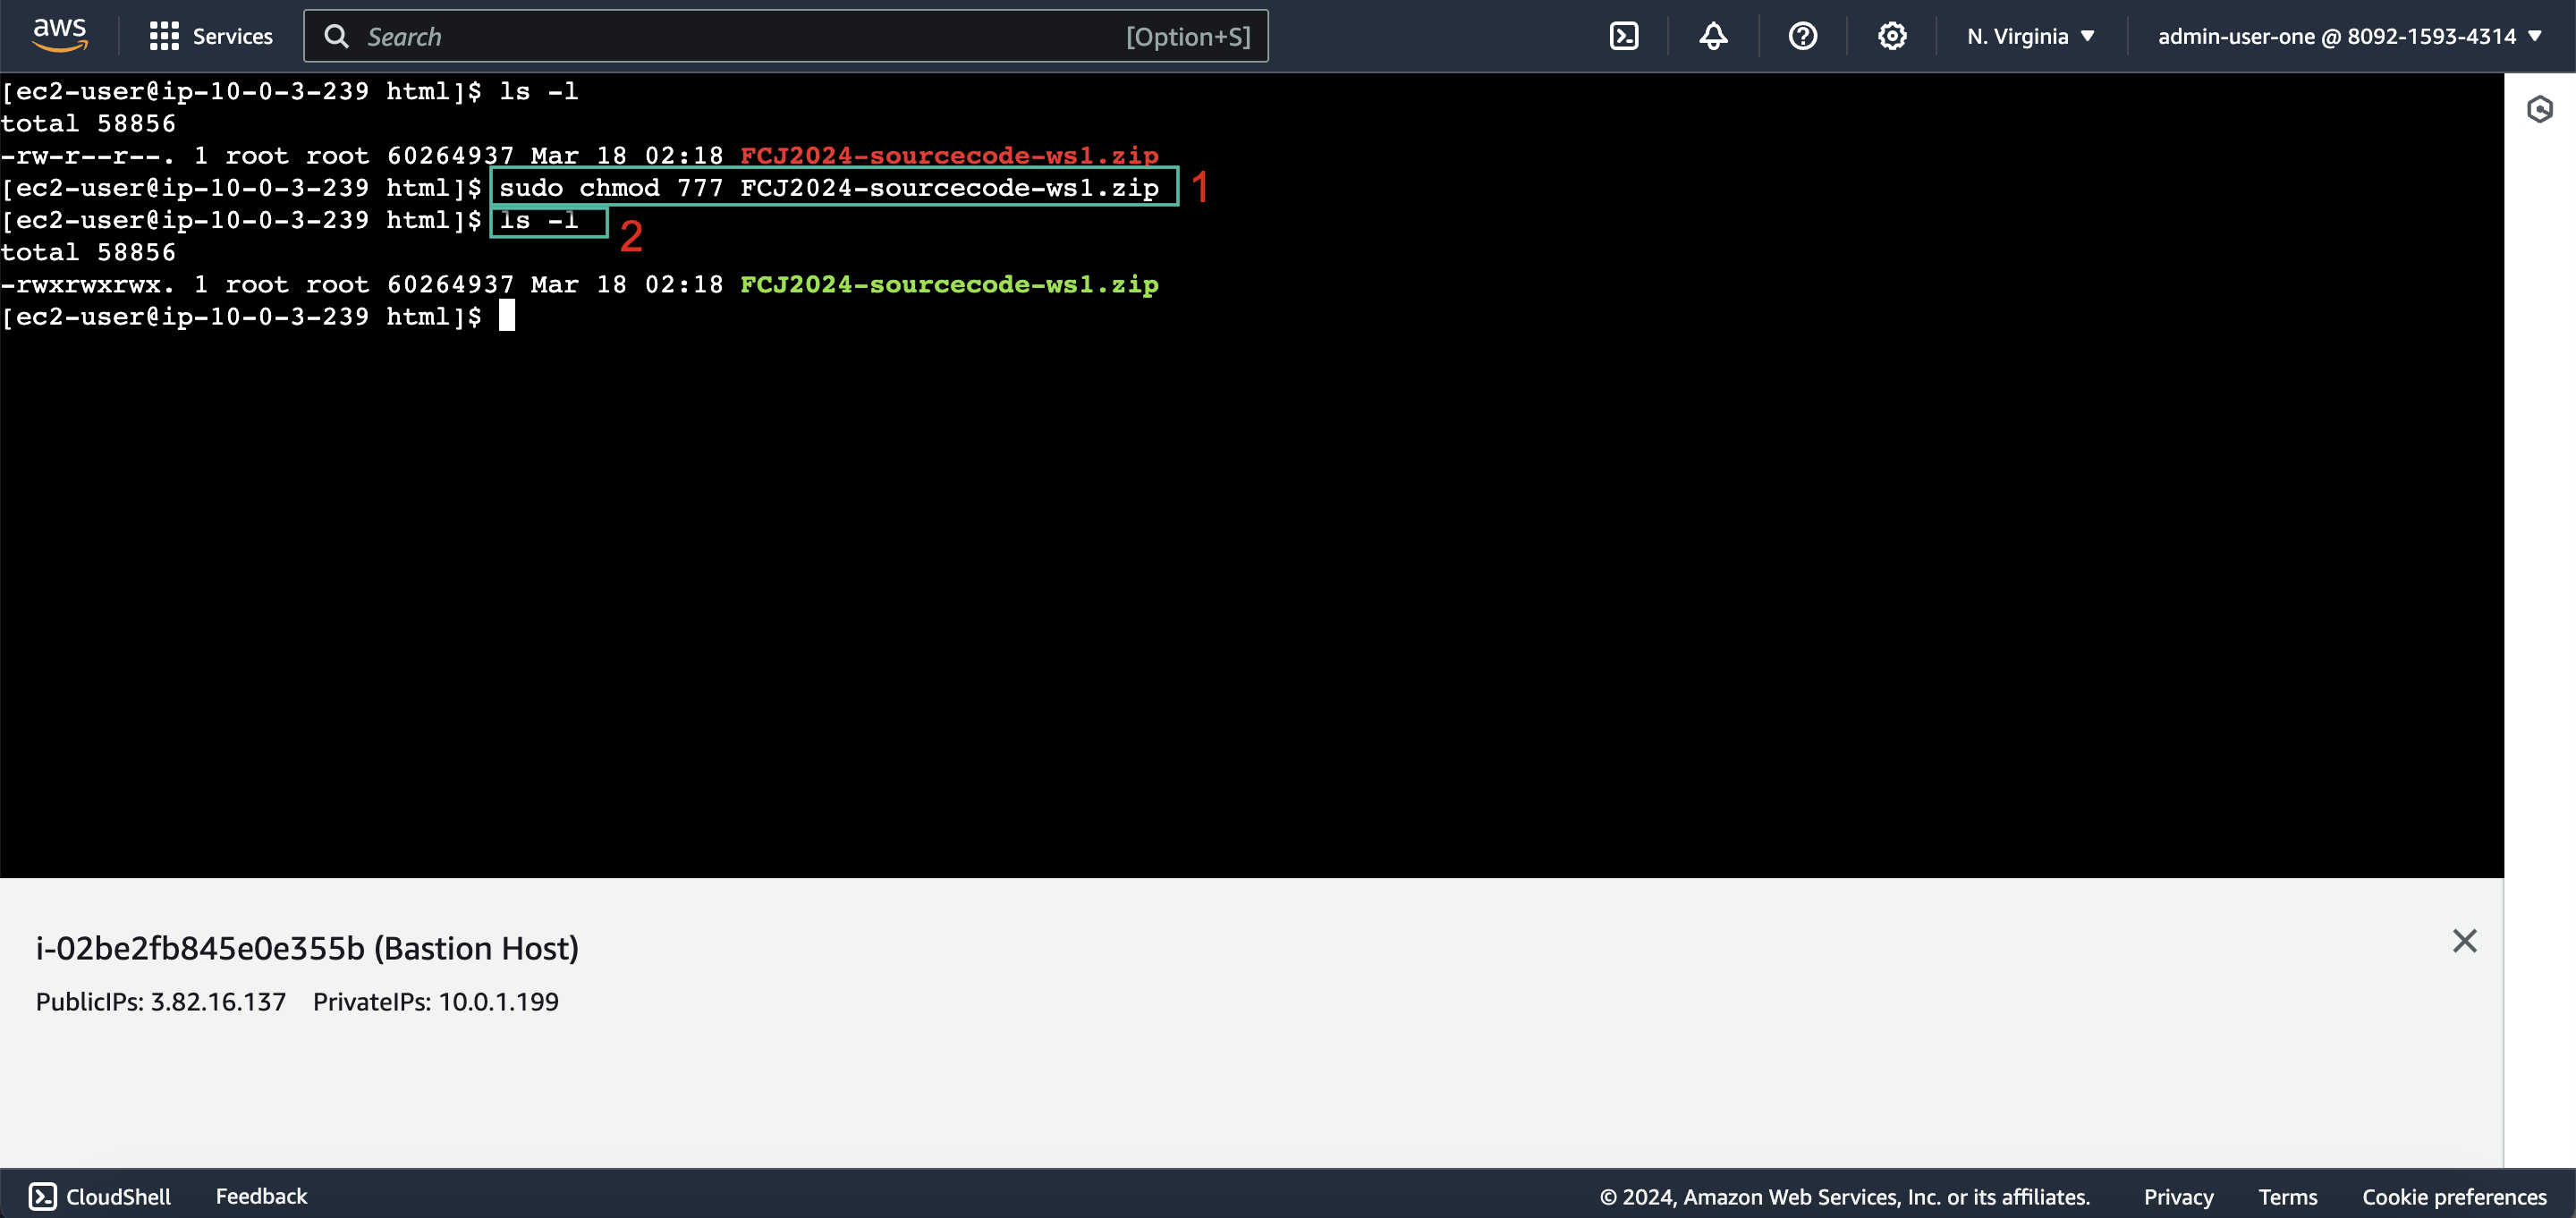 aws
Services
Search [Option+S]
N. Virginia
admin-user-one @ 8092-1593-4314
[ec2-user@ip-10-0-3-239 html]$ ls -l
total 58856
-rw-r--r--. 1 root root 60264937 Mar 18 02:18 FCJ2024-sourcecode-ws1.zip
[ec2-user@ip-10-0-3-239 html]$ sudo chmod 777 FCJ2024-sourcecode-ws1.zip 1
[ec2-user@ip-10-0-3-239 html]$ ls -l 2
total 58856
-rwxrwxrwx. 1 root root 60264937 Mar 18 02:18 FCJ2024-sourcecode-ws1.zip
[ec2-user@ip-10-0-3-239 html]$
i-02be2fb845e0e355b (Bastion Host)
PublicIPs: 3.82.16.137 PrivateIPs: 10.0.1.199
CloudShell Feedback © 2024, Amazon Web Services, Inc. or its affiliates. Privacy Terms Cookie preferences